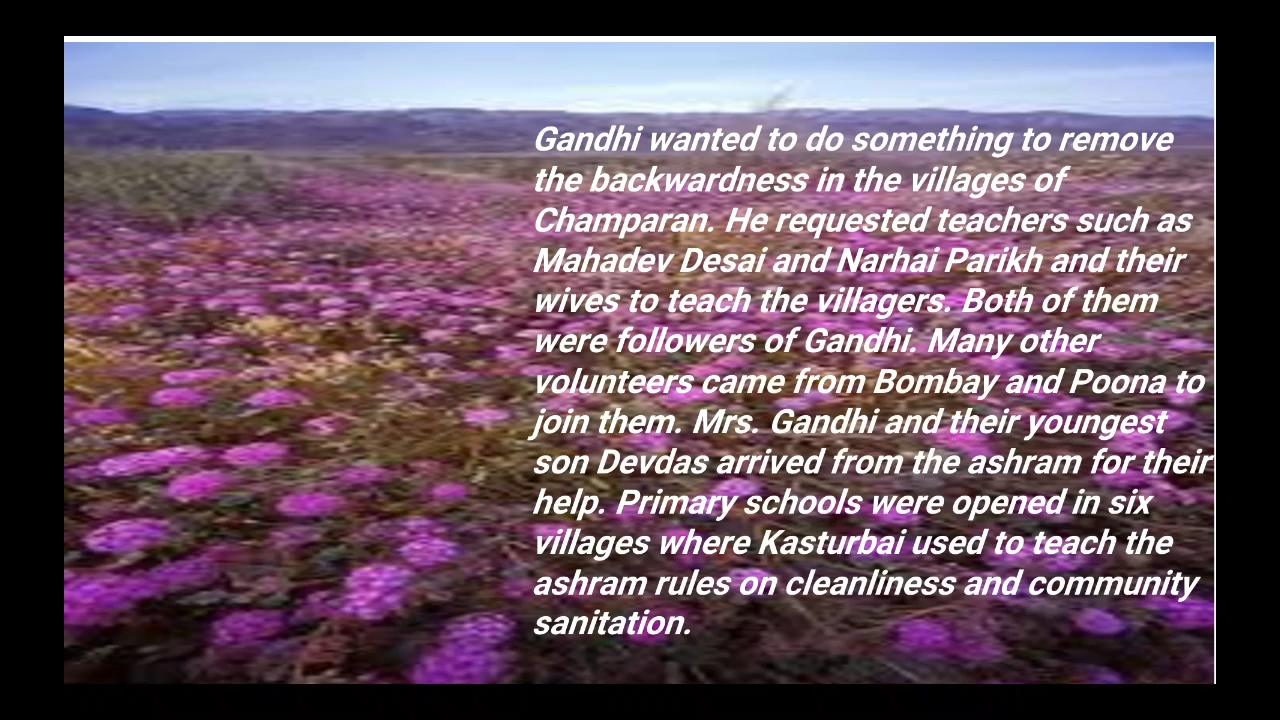 Gandhi wanted to do something to remove
the backwardness in the villages of
Champaran. He requested teachers such as
Mahadev Desai and Narhai Parikh and their
wives to teach the villagers. Both of them
were followers of Gandhi. Many other
volunteers came from Bombay and Poona to
join them. Mrs. Gandhi and their youngest
son Devdas arrived from the ashram for their
help. Primary schools were opened in six
villages where Kasturbai used to teach the
ashram rules on cleanliness and community
sanitation.